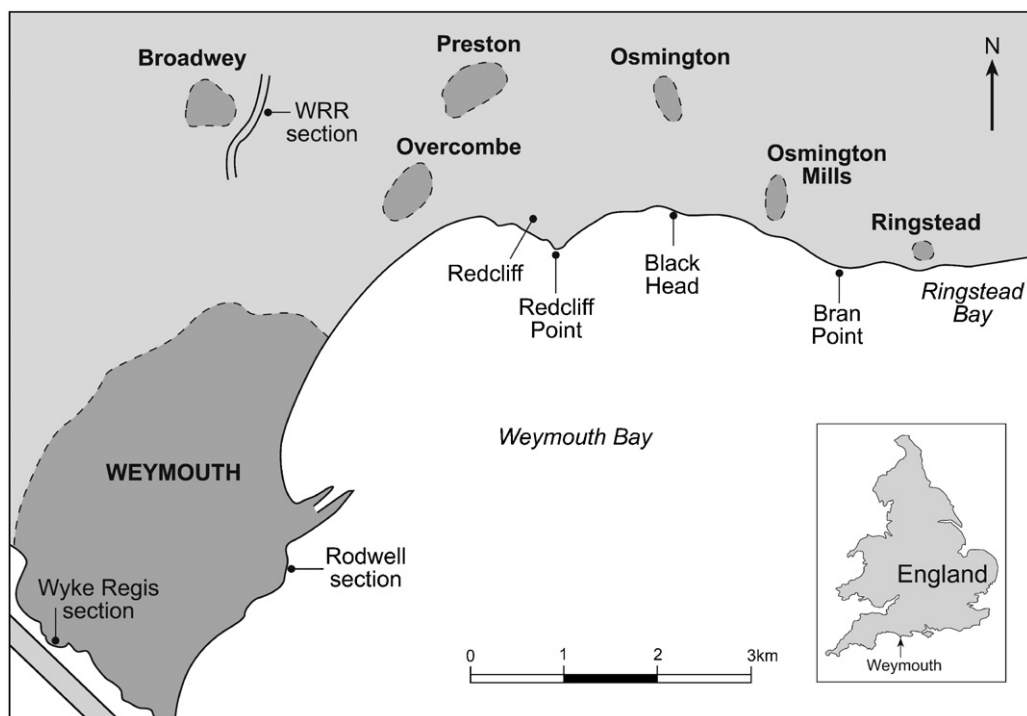 Broadwey
Preston
Osmington
N
WRR
section
Overcombe
Osmington
Mills
Ringstead
Redcliff
Redcliff
Point
Black
Head
Bran
Point
Ringstead
Bay
Weymouth Bay
WEYMOUTH
Rodwell
section
Wyke Regis
section
0 1 2 3km
England
Weymouth